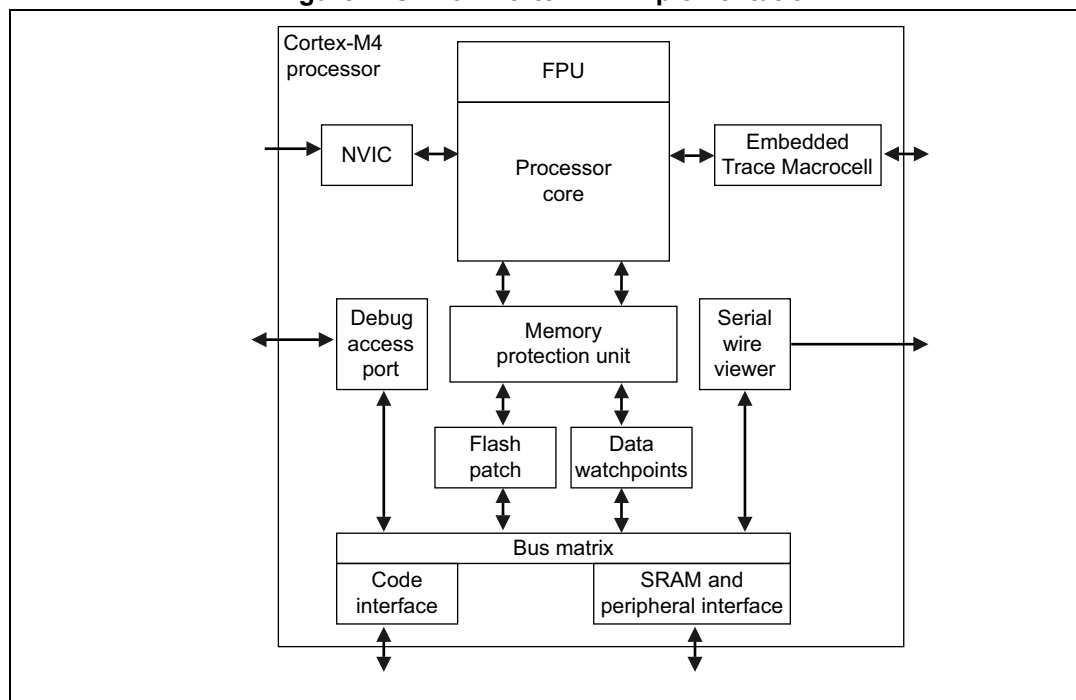 Cortex-M4
processor
FPU
NVIC
Processor
core
Embedded
Trace Macrocell
Debug
access
port
Memory
protection unit
Serial
wire
viewer
Flash
patch
Data
watchpoints
Bus matrix
Code
interface
SRAM and
peripheral interface